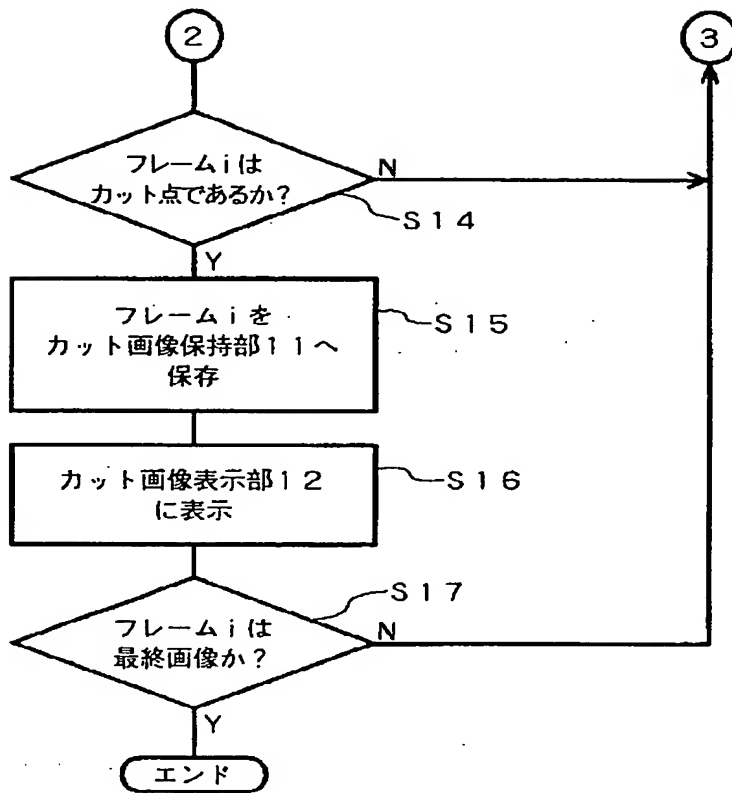 2
3
フレームiは
カット点であるか?
N
S14
Y
フレームiを
カット画像保持部11へ
保存
S15
カット画像表示部12
に表示
S16
S17
フレームiは
最終画像か?
N
Y
エンド